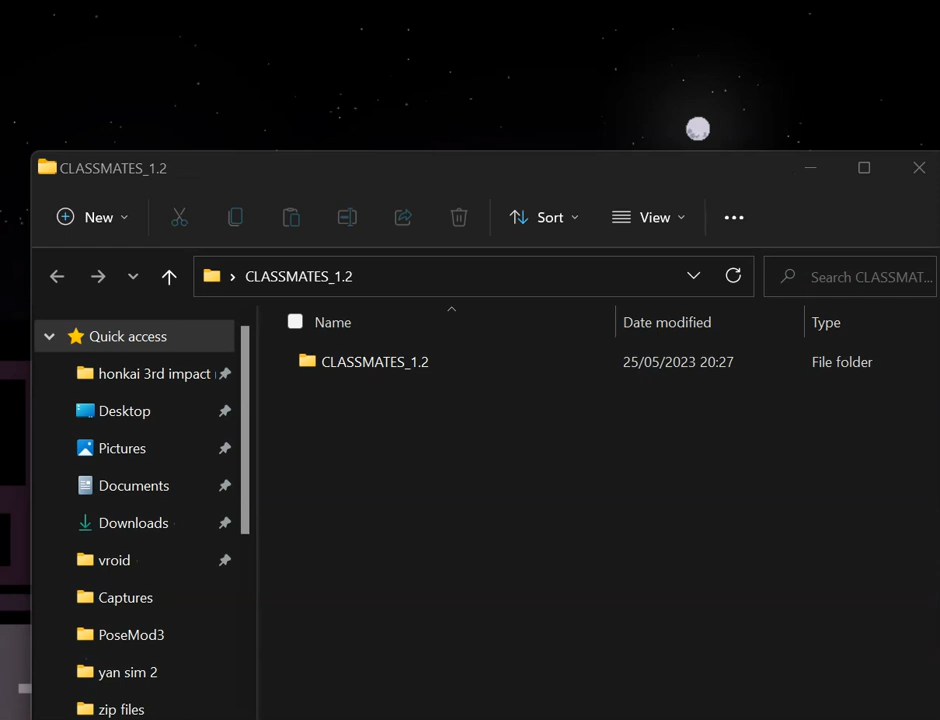 CLASSMATES_1.2
New
Sort
View
CLASSMATES_1.2
Search CLASSMAT...
Name
Date modified
Type
Quick access
CLASSMATES_1.2
25/05/2023 20:27
File folder
honkai 3rd impact
Desktop
Pictures
Documents
Downloads
vroid
Captures
PoseMod3
yan sim 2
zip files